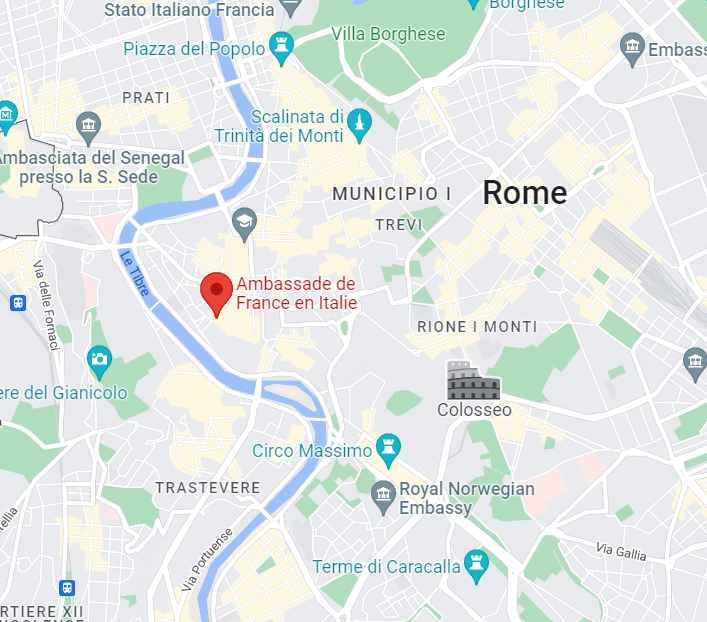 Stato Italiano Francia
Borghese
Villa Borghese
Piazza del Popolo
Embass
PRATI
Scalinata di
Trinità dei Monti
Ambasciata del Senegal
presso la S. Sede
MUNICIPIO I
Rome
TREVI
Le Tibre
Via delle Fornaci
Ambassade de
France en Italie
RIONE I MONTI
ere del Gianicolo
Colosseo
Circo Massimo
TRASTEVERE
Royal Norwegian
Embassy
Via Portuense
Via Gallia
Terme di Caracalla
RTIERE XII